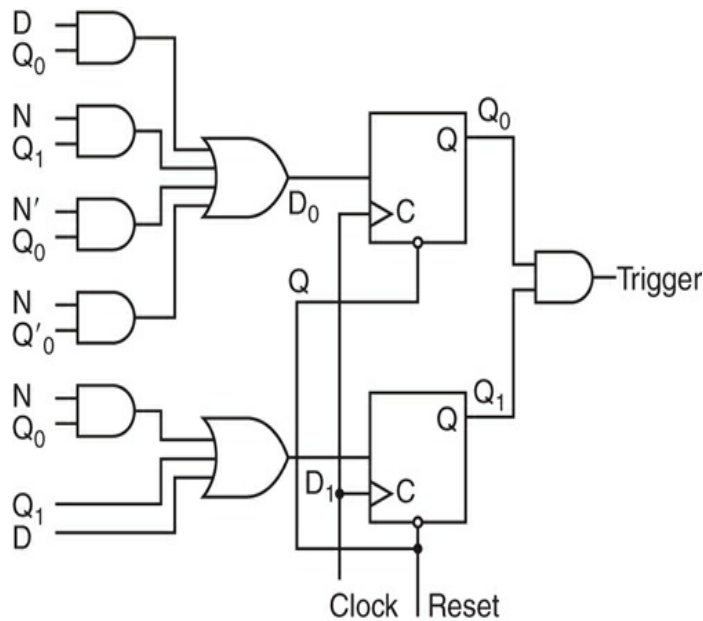 D
Q0
N
Q1
N'
Q0
N
Q'0
N
Q0
Q1
D
D0
D1
Q
Q
C
Q0
Q
C
Q1
Trigger
Clock
Reset